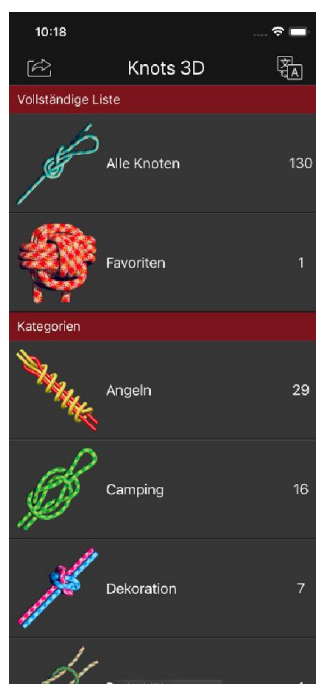 10:18
Knots 3D
Vollständige Liste
Alle Knoten 130
Favoriten 1
Kategorien
Angeln 29
Camping 16
Dekoration 7